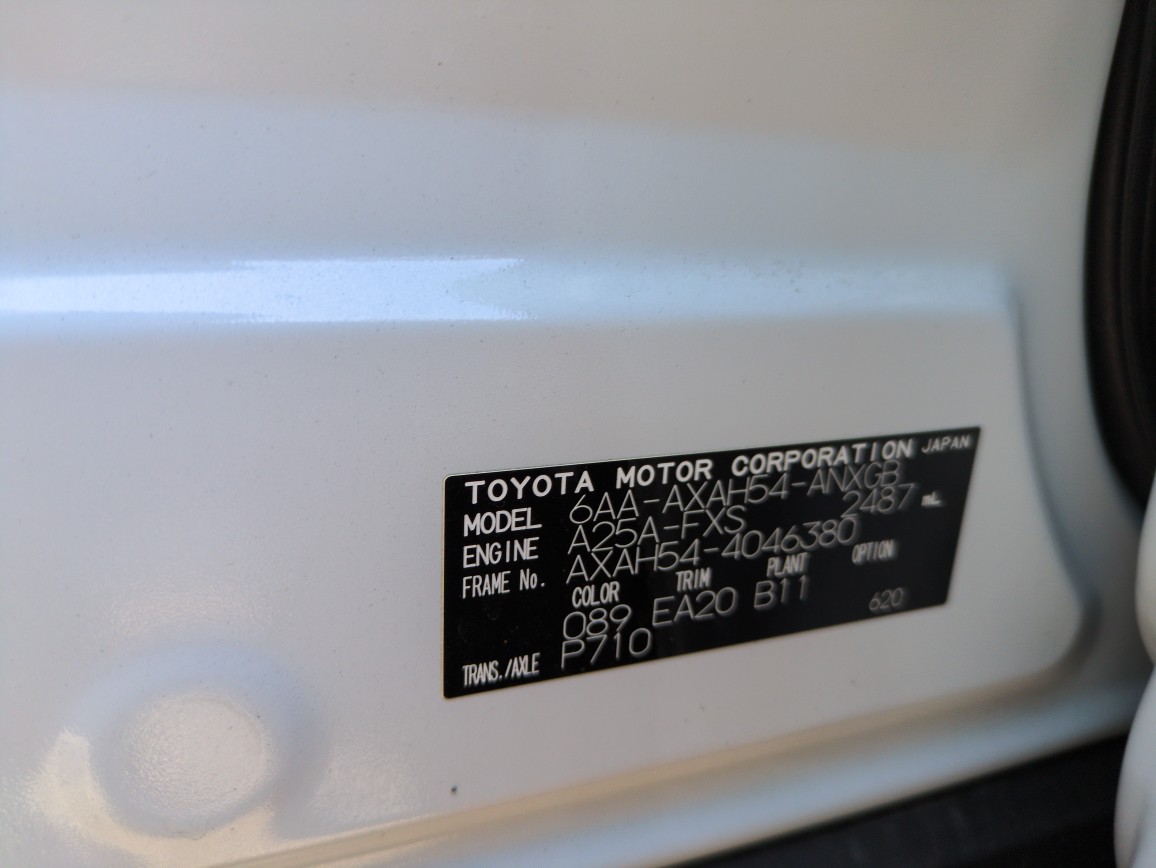 TOYOTA MOTOR CORPORATION JAPAN
MODEL 6AA-AXAH54-ANXGB
ENGINE A25A-FXS 2487 mL
FRAME No. AXAH54-4046380
COLOR TRIM PLANT OPTION
089 EA20 B11 620
TRANS./AXLE P710